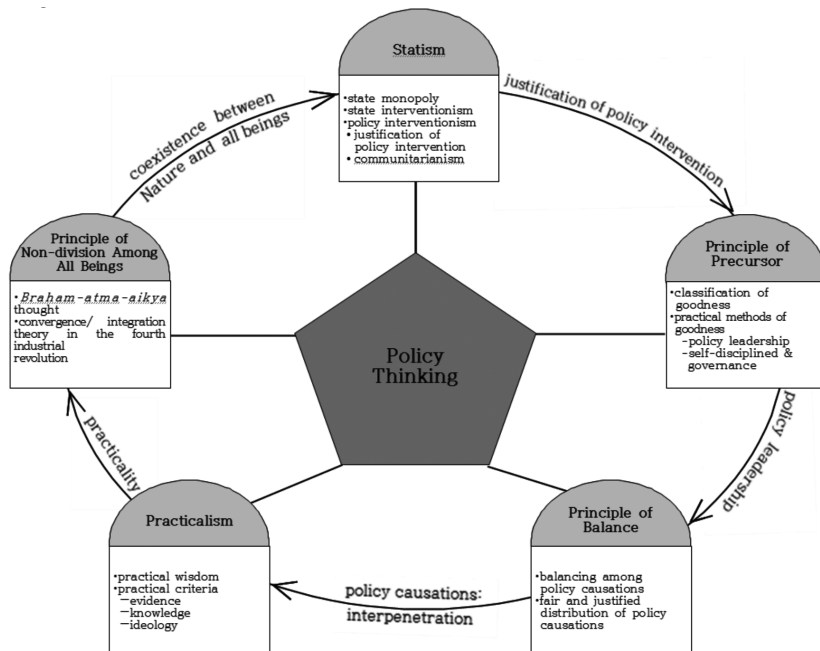 Statism
•state monopoly
•state interventionism
•policy interventionism
•justification of
policy intervention
•communitarianism
justification of policy intervention
Principle of
Precursor
•classification of
goodness
•practical methods of
goodness
-policy leadership
-self-disciplined &
governance
policy leadership
Principle of
Balance
•balancing among
policy causations
•fair and justified
distribution of policy
causations
policy causations:
interpenetration
Practicalism
•practical wisdom
•practical criteria
—evidence
—knowledge
—ideology
practicality
Principle of
Non-division Among
All Beings
•Braham-atma-aikya
thought
•convergence/ integration
theory in the fourth
industrial
revolution
coexistence between
Nature and all beings
Policy
Thinking